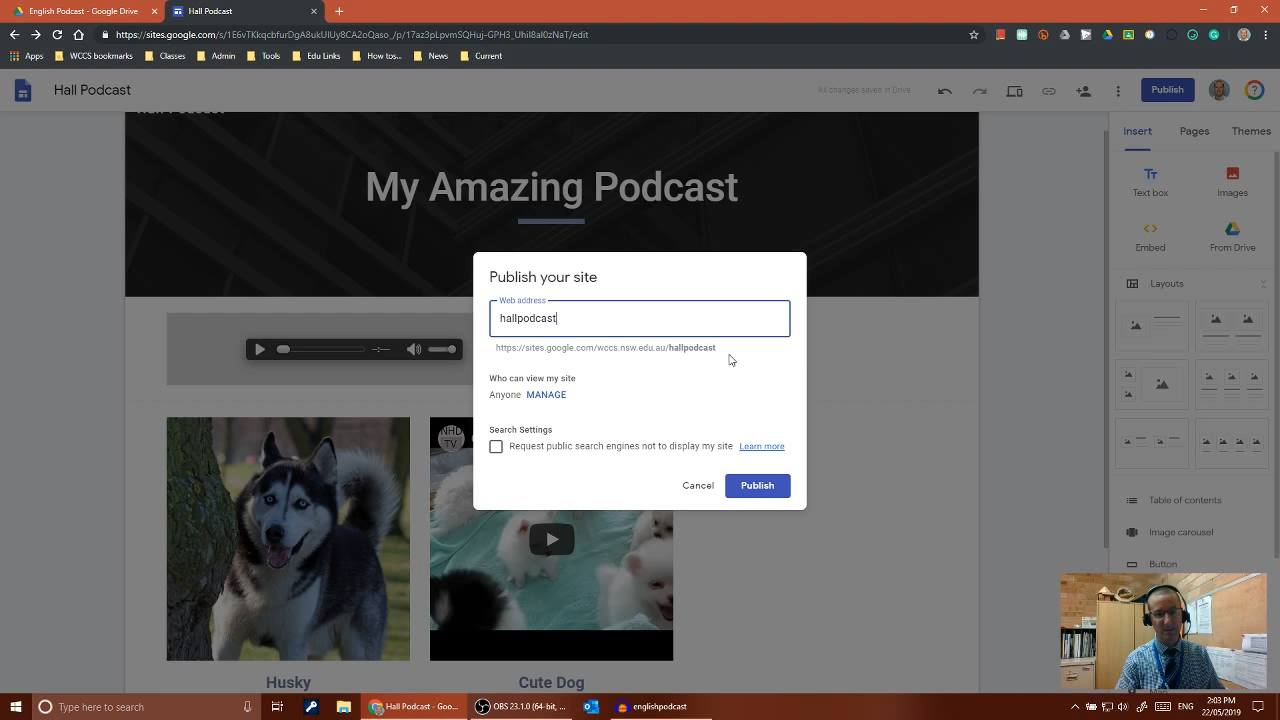 English Podcast - Google Drive
Hall Podcast
https://sites.google.com/s/1E6vTKkqcbfurDgA8ukUIUy8CA2oQaso_/p/17az3pLpvmSQHuj-GPH3_Uhil8al0zNaT/edit
Apps
WCCS bookmarks
Classes
Admin
Tools
Edu Links
How tos...
News
Current
Hall Podcast
All changes saved in Drive
Publish
My Amazing Podcast
Insert
Pages
Themes
Text box
Images
Embed
From Drive
Layouts
Publish your site
Web address
hallpodcast
https://sites.google.com/wccs.nsw.edu.au/hallpodcast
Who can view my site
Anyone MANAGE
Search Settings
Request public search engines not to display my site Learn more
Cancel
Publish
NHD
TV
Husky
Cute Dog
Table of contents
Image carousel
Button
Type here to search
Hall Podcast - Goo...
OBS 23.1.0 (64-bit, ...
englishpodcast
ENG
2:03 PM
22/05/2019